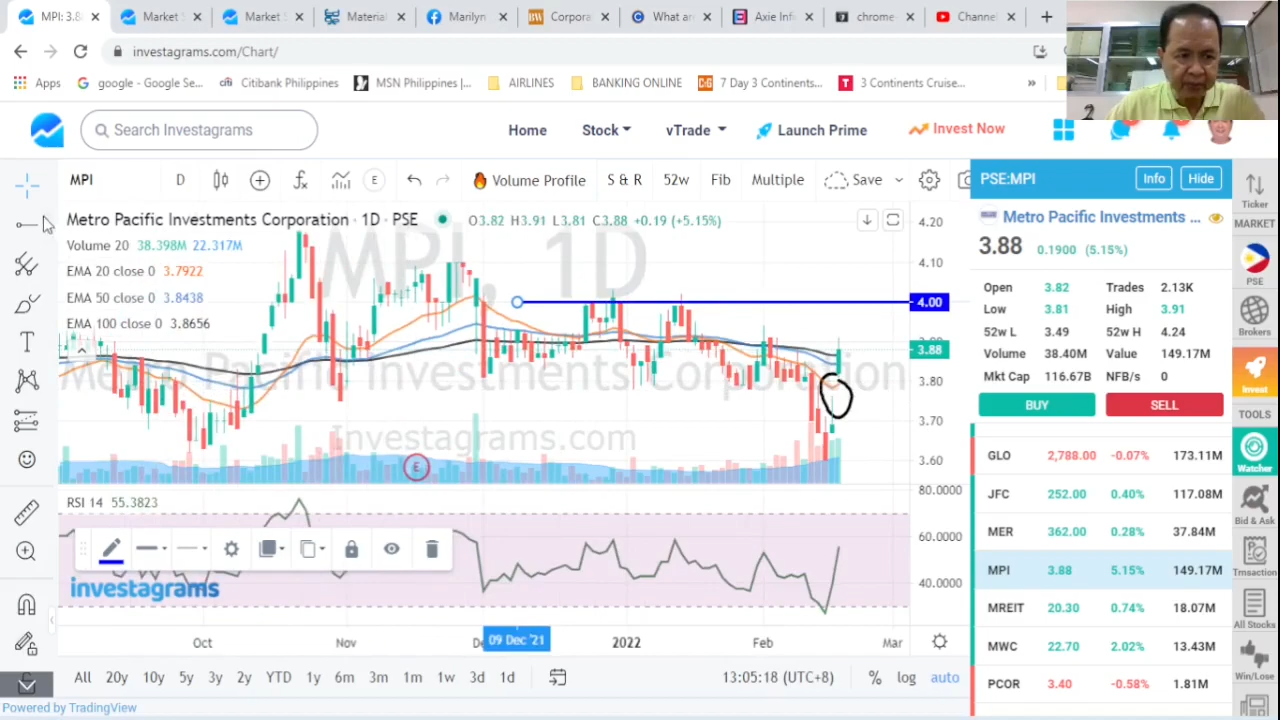 MPI: 3.8
Market S
Market S
Material
Marilyn
Corpora
What ar
Axie Infi
chrome-
Channel
investagrams.com/Chart/
Apps
google - Google Se...
Citibank Philippines
MSN Philippines |...
AIRLINES
BANKING ONLINE
7 Day 3 Continents...
3 Continents Cruise...
»
Search Investagrams
Home
Stock
vTrade
Launch Prime
Invest Now
MPI
D
E
Volume Profile
S & R
52w
Fib
Multiple
Save
PSE:MPI
Info
Hide
Metro Pacific Investments Corporation · 1D · PSE
O3.82 H3.91 L3.81 C3.88 +0.19 (+5.15%)
Volume 20 38.398M 22.317M
EMA 20 close 0 3.7922
EMA 50 close 0 3.8438
EMA 100 close 0 3.8656
MPI, 1D
Metro Pacific Investments Corporation
Investagrams.com
E
4.20
4.10
4.00
3.88
3.80
3.70
3.60
RSI 14 55.3823
80.0000
60.0000
40.0000
investagrams
Oct
Nov
De
09 Dec '21
2022
Feb
Mar
All
20y
10y
5y
3y
2y
YTD
1y
6m
3m
1m
1w
3d
1d
13:05:18 (UTC+8)
%
log
auto
Powered by TradingView
Metro Pacific Investments ...
3.88 0.1900 (5.15%)
Open 3.82 Trades 2.13K
Low 3.81 High 3.91
52w L 3.49 52w H 4.24
Volume 38.40M Value 149.17M
Mkt Cap 116.67B NFB/s 0
BUY
SELL
GLO 2,788.00 -0.07% 173.11M
JFC 252.00 0.40% 117.08M
MER 362.00 0.28% 37.84M
MPI 3.88 5.15% 149.17M
MREIT 20.30 0.74% 18.07M
MWC 22.70 2.02% 13.43M
PCOR 3.40 -0.58% 1.81M
Ticker
MARKET
PSE
Brokers
Invest
TOOLS
Watcher
Bid & Ask
Trnsaction
All Stocks
Win/Lose